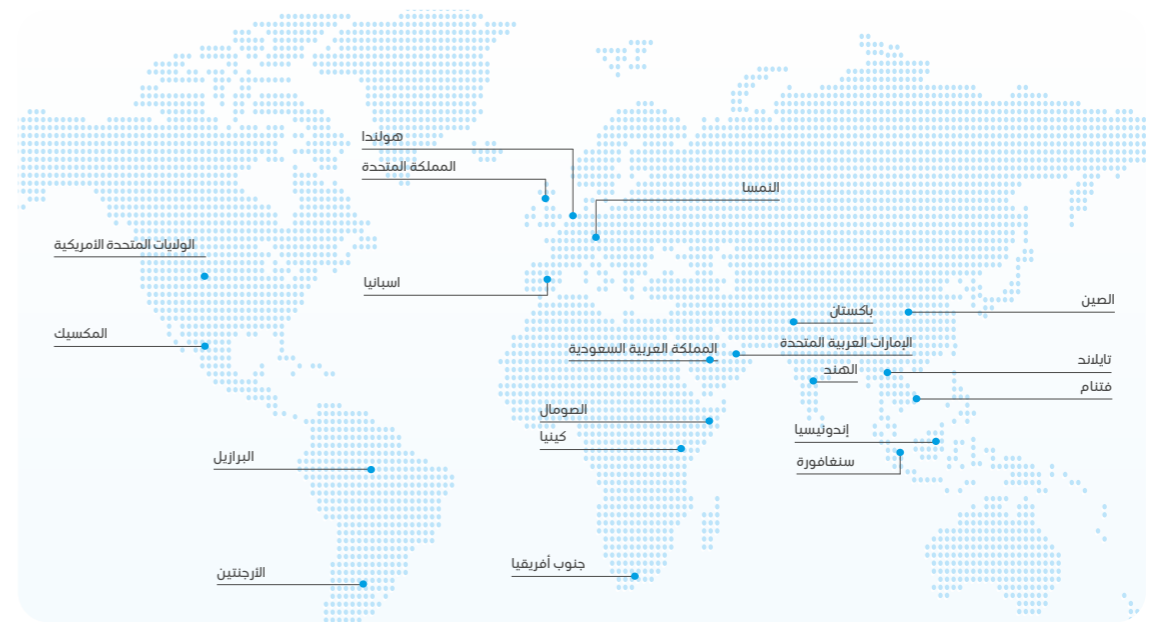 هولندا
المملكة المتحدة
النمسا
الولايات المتحدة الأمريكية
اسبانيا
الصين
باكستان
المكسيك
الإمارات العربية المتحدة
المملكة العربية السعودية
تايلاند
الهند
فتنام
الصومال
إندونيسيا
كينيا
البرازيل
سنغافورة
جنوب أفريقيا
الأرجنتين